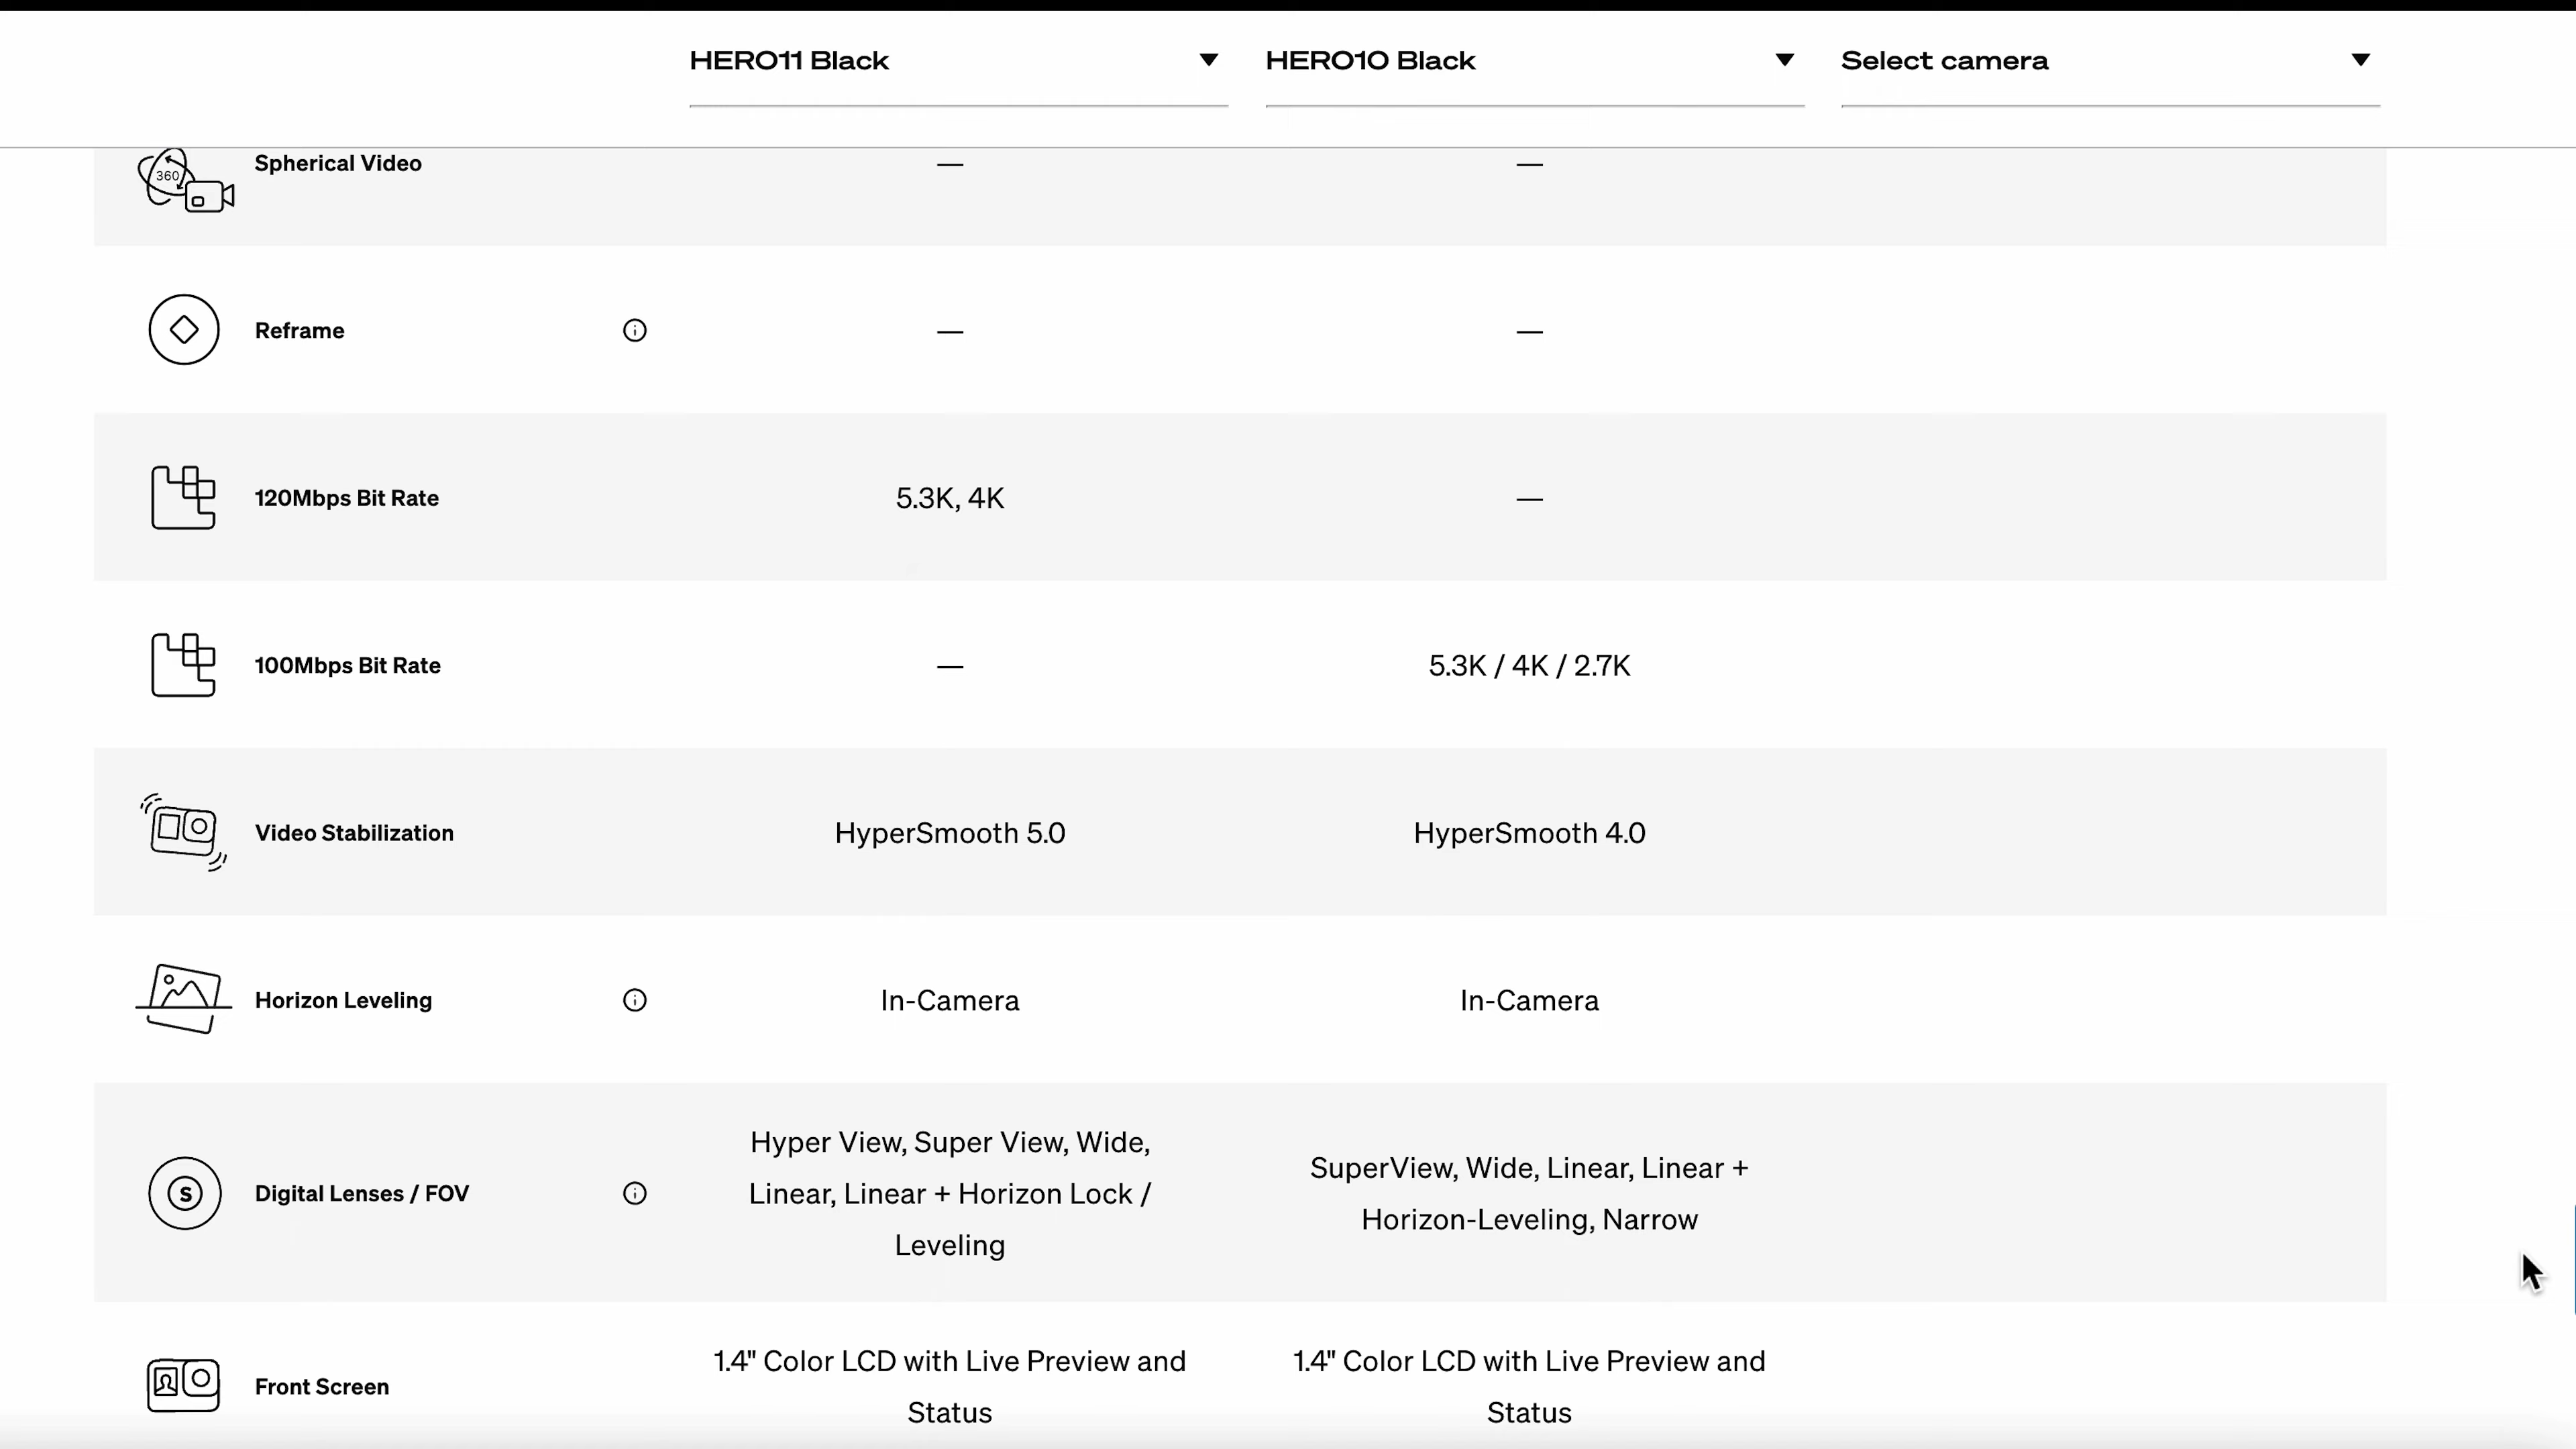 HERO11 Black
HERO10 Black
Select camera
360
Spherical Video
—
—
Reframe
—
—
120Mbps Bit Rate
5.3K, 4K
—
100Mbps Bit Rate
—
5.3K / 4K / 2.7K
Video Stabilization
HyperSmooth 5.0
HyperSmooth 4.0
Horizon Leveling
In-Camera
In-Camera
S
Digital Lenses / FOV
Hyper View, Super View, Wide,
Linear, Linear + Horizon Lock /
Leveling
SuperView, Wide, Linear, Linear +
Horizon-Leveling, Narrow
Front Screen
1.4" Color LCD with Live Preview and
Status
1.4" Color LCD with Live Preview and
Status